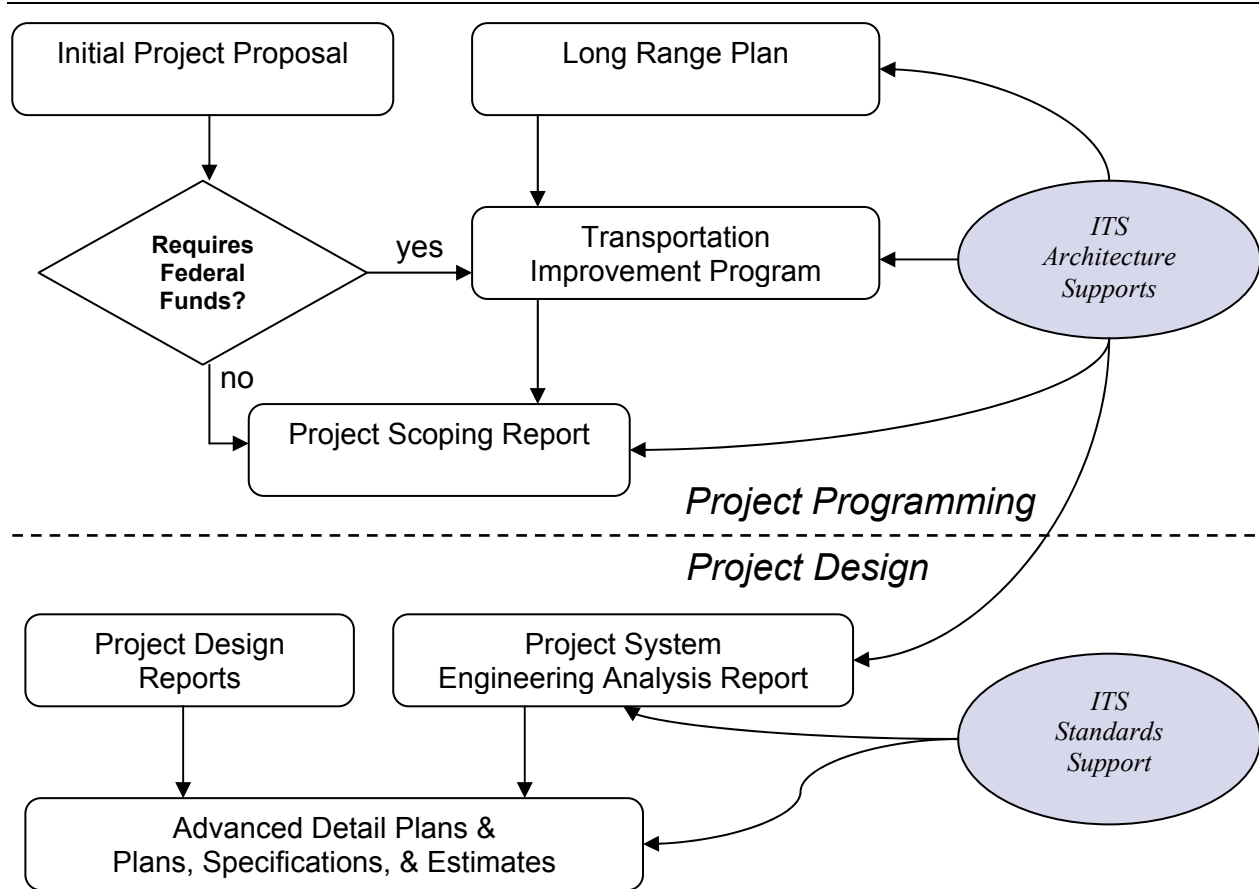 Initial Project Proposal
Long Range Plan
Requires
Federal
Funds?
yes
Transportation
Improvement Program
ITS
Architecture
Supports
no
Project Scoping Report
Project Programming
Project Design
Project Design
Reports
Project System
Engineering Analysis Report
ITS
Standards
Support
Advanced Detail Plans &
Plans, Specifications, & Estimates